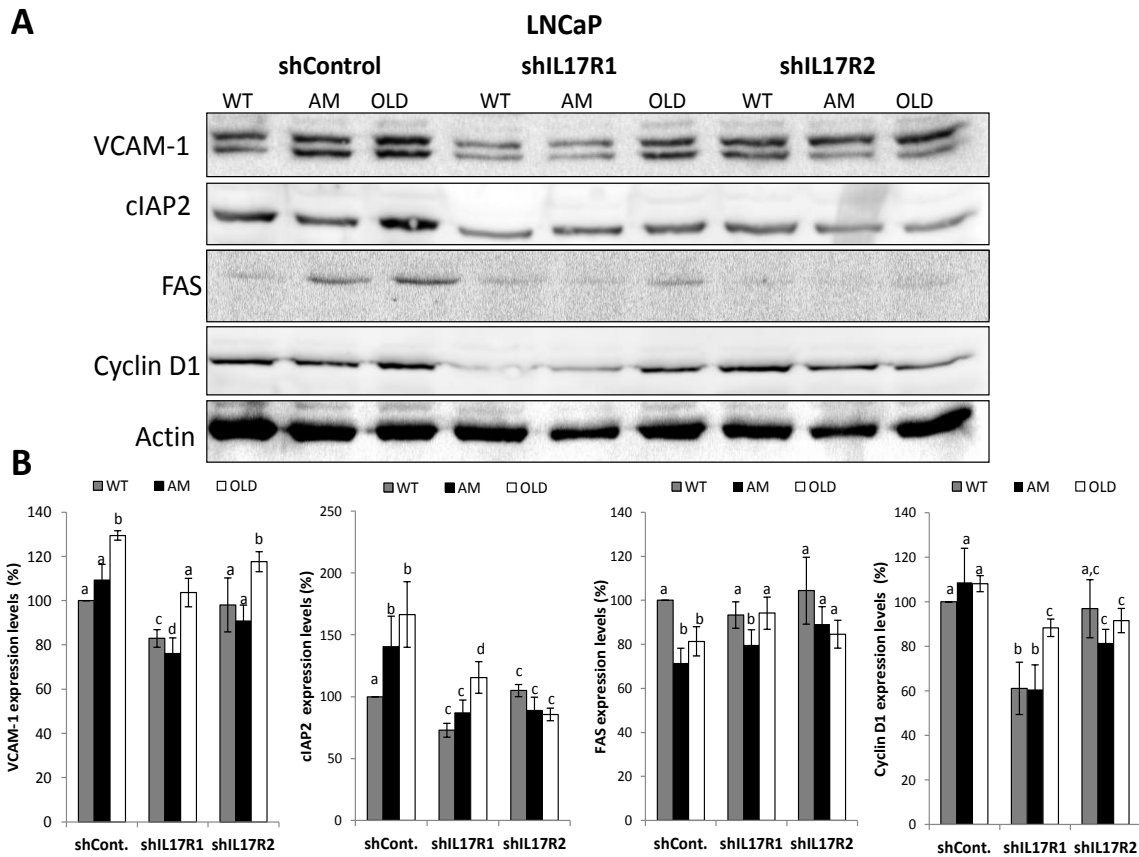 A
LNCaP
shControl shIL17R1 shIL17R2
WT AM OLD WT AM OLD WT AM OLD
VCAM-1
cIAP2
FAS
Cyclin D1
Actin
B
WT AM OLD
VCAM-1 expression levels (%)
140
120
100
80
60
40
20
0
a a b c d a a a b
shCont. shIL17R1 shIL17R2
WT AM OLD
cIAP2 expression levels (%)
250
200
150
100
50
0
a b b c c d c c c
shCont. shIL17R1 shIL17R2
WT AM OLD
FAS expression levels (%)
140
120
100
80
60
40
20
0
a b b a b a a a a
shCont. shIL17R1 shIL17R2
WT AM OLD
Cyclin D1 expression levels (%)
140
120
100
80
60
40
20
0
a a a b b c a,c c c
shCont. shIL17R1 shIL17R2